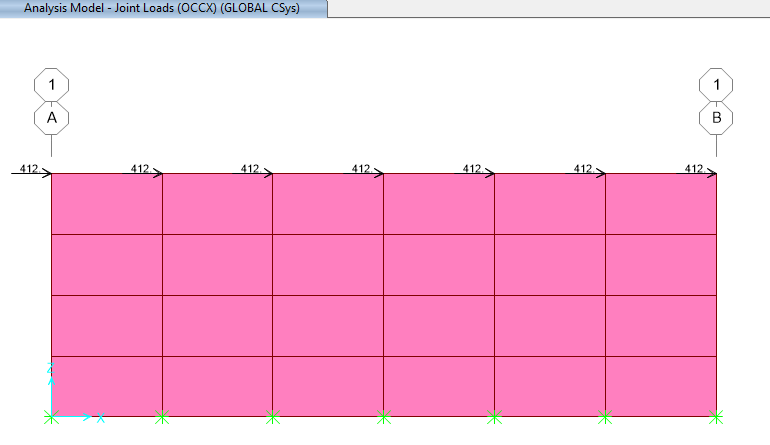 Analysis Model - Joint Loads (OCCX) (GLOBAL CSys)
1 1
A B
412. 412. 412. 412. 412. 412. 412.
Z
X